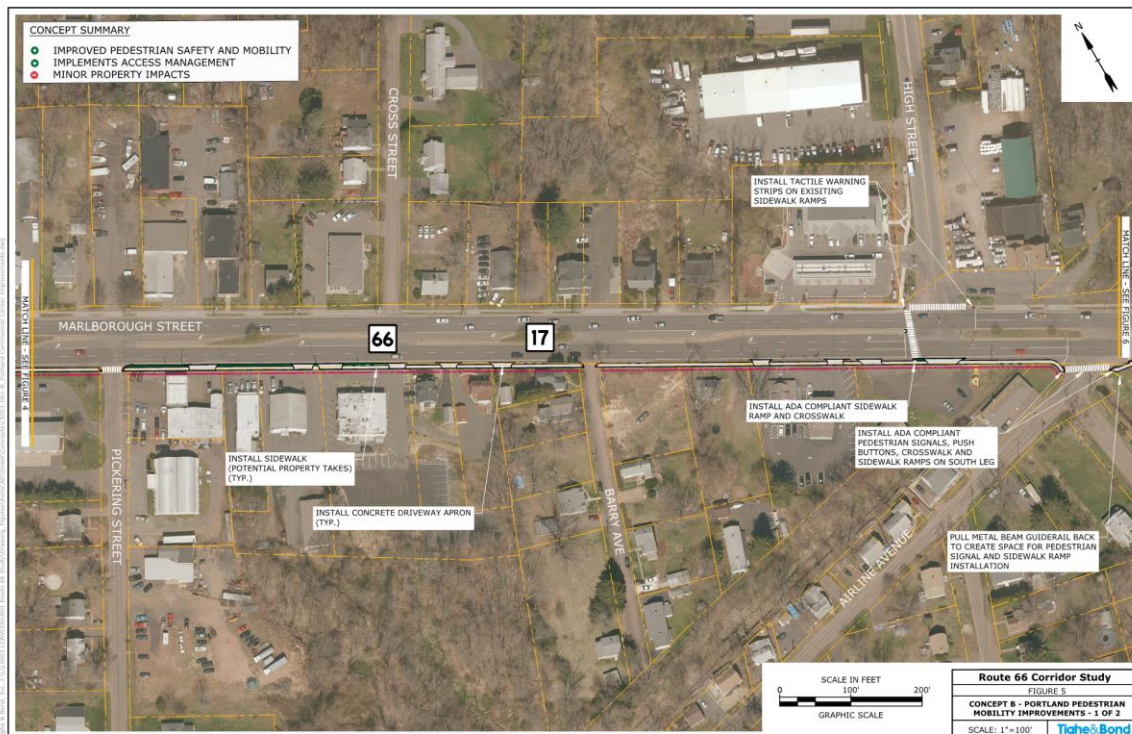 CONCEPT SUMMARY
IMPROVED PEDESTRIAN SAFETY AND MOBILITY
IMPLEMENTS ACCESS MANAGEMENT
MINOR PROPERTY IMPACTS
N
CROSS STREET
HIGH STREET
INSTALL TACTILE WARNING
STRIPS ON EXISITING
SIDEWALK RAMPS
MATCH LINE - SEE FIGURE 4
MATCH LINE - SEE FIGURE 6
MARLBOROUGH STREET
66
17
INSTALL ADA COMPLIANT SIDEWALK
RAMP AND CROSSWALK
INSTALL ADA COMPLIANT
PEDESTRIAN SIGNALS, PUSH
BUTTONS, CROSSWALK AND
SIDEWALK RAMPS ON SOUTH LEG
INSTALL SIDEWALK
(POTENTIAL PROPERTY TAKES)
(TYP.)
INSTALL CONCRETE DRIVEWAY APRON
(TYP.)
PICKERING STREET
BARRY AVE
AIRLINE AVENUE
PULL METAL BEAM GUIDERAIL BACK
TO CREATE SPACE FOR PEDESTRIAN
SIGNAL AND SIDEWALK RAMP
INSTALLATION
SCALE IN FEET
0 100' 200'
GRAPHIC SCALE
Route 66 Corridor Study
FIGURE 5
CONCEPT B - PORTLAND PEDESTRIAN
MOBILITY IMPROVEMENTS - 1 OF 2
SCALE: 1"=100'
Tighe&Bond